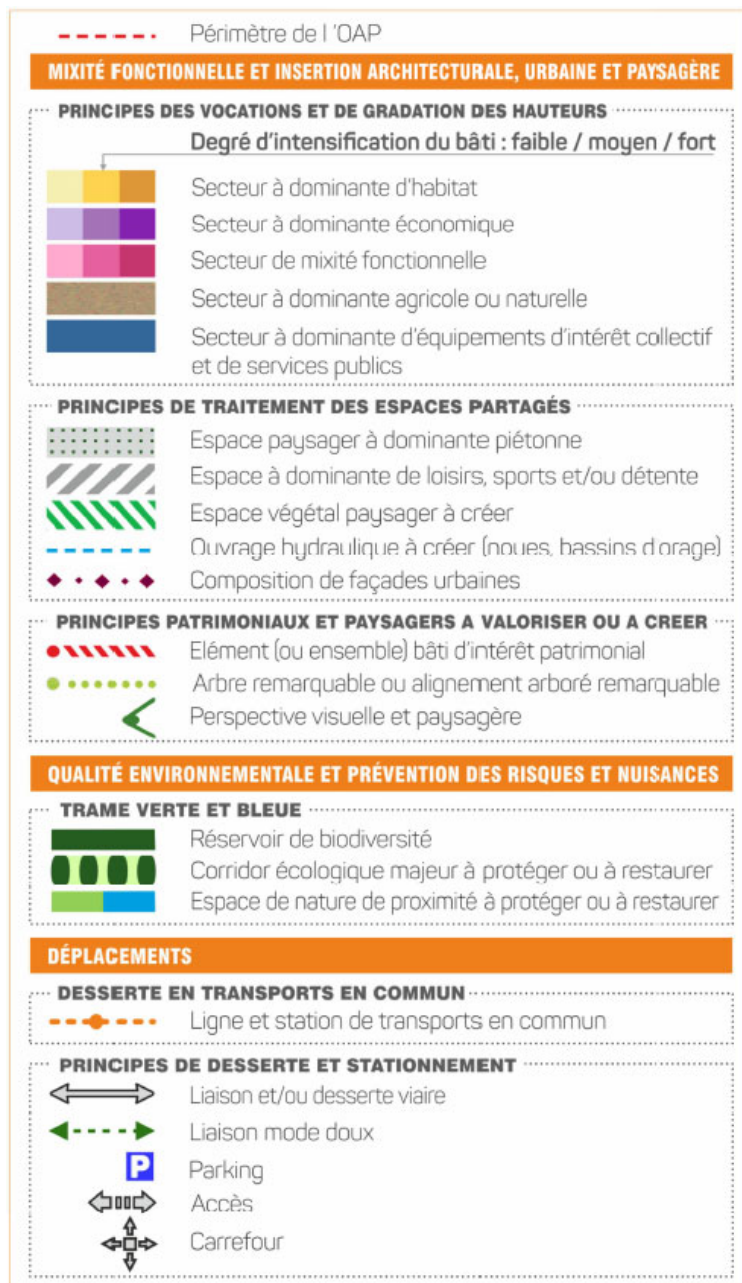 Périmètre de l 'OAP
MIXITÉ FONCTIONNELLE ET INSERTION ARCHITECTURALE, URBAINE ET PAYSAGÈRE
PRINCIPES DES VOCATIONS ET DE GRADATION DES HAUTEURS
Degré d'intensification du bâti : faible / moyen / fort
Secteur à dominante d'habitat
Secteur à dominante économique
Secteur de mixité fonctionnelle
Secteur à dominante agricole ou naturelle
Secteur à dominante d'équipements d'intérêt collectif
et de services publics
PRINCIPES DE TRAITEMENT DES ESPACES PARTAGÉS
Espace paysager à dominante piétonne
Espace à dominante de loisirs, sports et/ou détente
Espace végétal paysager à créer
Ouvrage hydraulique à créer (noues, bassins d'orage)
Composition de façades urbaines
PRINCIPES PATRIMONIAUX ET PAYSAGERS A VALORISER OU A CREER
Elément (ou ensemble) bâti d'intérêt patrimonial
Arbre remarquable ou alignement arboré remarquable
Perspective visuelle et paysagère
QUALITÉ ENVIRONNEMENTALE ET PRÉVENTION DES RISQUES ET NUISANCES
TRAME VERTE ET BLEUE
Réservoir de biodiversité
Corridor écologique majeur à protéger ou à restaurer
Espace de nature de proximité à protéger ou à restaurer
DÉPLACEMENTS
DESSERTE EN TRANSPORTS EN COMMUN
Ligne et station de transports en commun
PRINCIPES DE DESSERTE ET STATIONNEMENT
Liaison et/ou desserte viaire
Liaison mode doux
P Parking
Accès
Carrefour